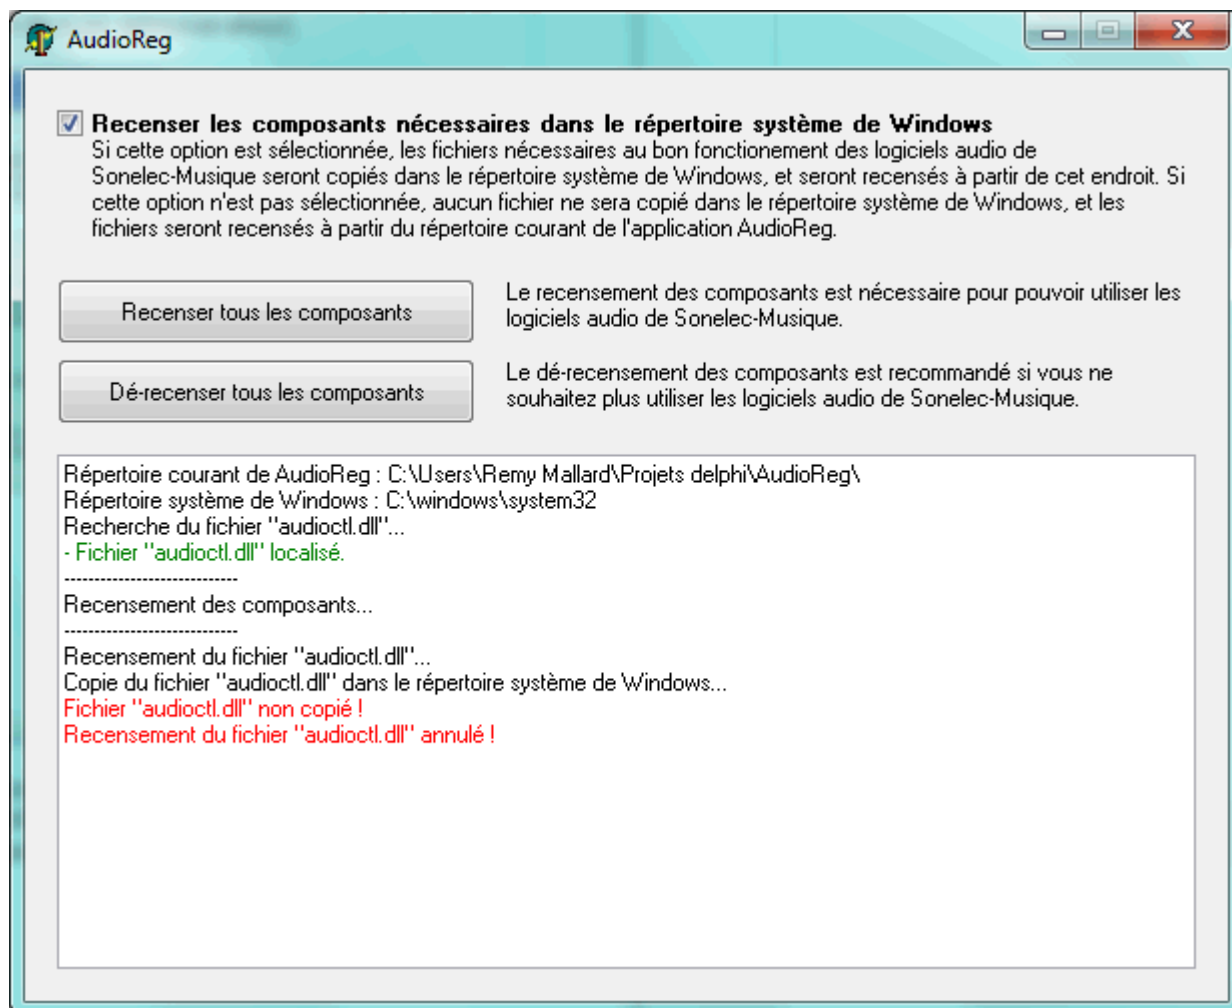 AudioReg
Recenser les composants nécessaires dans le répertoire système de Windows
Si cette option est sélectionnée, les fichiers nécessaires au bon fonctionement des logiciels audio de
Sonelec-Musique seront copiés dans le répertoire système de Windows, et seront recensés à partir de cet endroit. Si
cette option n'est pas sélectionnée, aucun fichier ne sera copié dans le répertoire système de Windows, et les
fichiers seront recensés à partir du répertoire courant de l'application AudioReg.
Recenser tous les composants
Le recensement des composants est nécessaire pour pouvoir utiliser les
logiciels audio de Sonelec-Musique.
Dé-recenser tous les composants
Le dé-recensement des composants est recommandé si vous ne
souhaitez plus utiliser les logiciels audio de Sonelec-Musique.
Répertoire courant de AudioReg : C:\Users\Remy Mallard\Projets delphi\AudioReg\
Répertoire système de Windows : C:\windows\system32
Recherche du fichier "audioctl.dll"...
- Fichier "audioctl.dll" localisé.
-----------------------------
Recensement des composants...
-----------------------------
Recensement du fichier "audioctl.dll"...
Copie du fichier "audioctl.dll" dans le répertoire système de Windows...
Fichier "audioctl.dll" non copié !
Recensement du fichier "audioctl.dll" annulé !